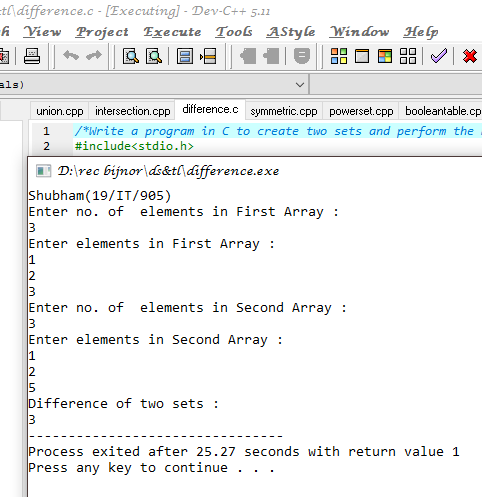 &tl\difference.c - [Executing] - Dev-C++ 5.11
h View Project Execute Tools AStyle Window Help
als)
union.cpp intersection.cpp difference.c symmetric.cpp powerset.cpp booleantable.cp
1 /*Write a program in C to create two sets and perform the
2 #include<stdio.h>
D:\rec bijnor\ds&tl\difference.exe
Shubham(19/IT/905)
Enter no. of  elements in First Array :
3
Enter elements in First Array :
1
2
3
Enter no. of  elements in Second Array :
3
Enter elements in Second Array :
1
2
5
Difference of two sets :
3
--------------------------------
Process exited after 25.27 seconds with return value 1
Press any key to continue . . .